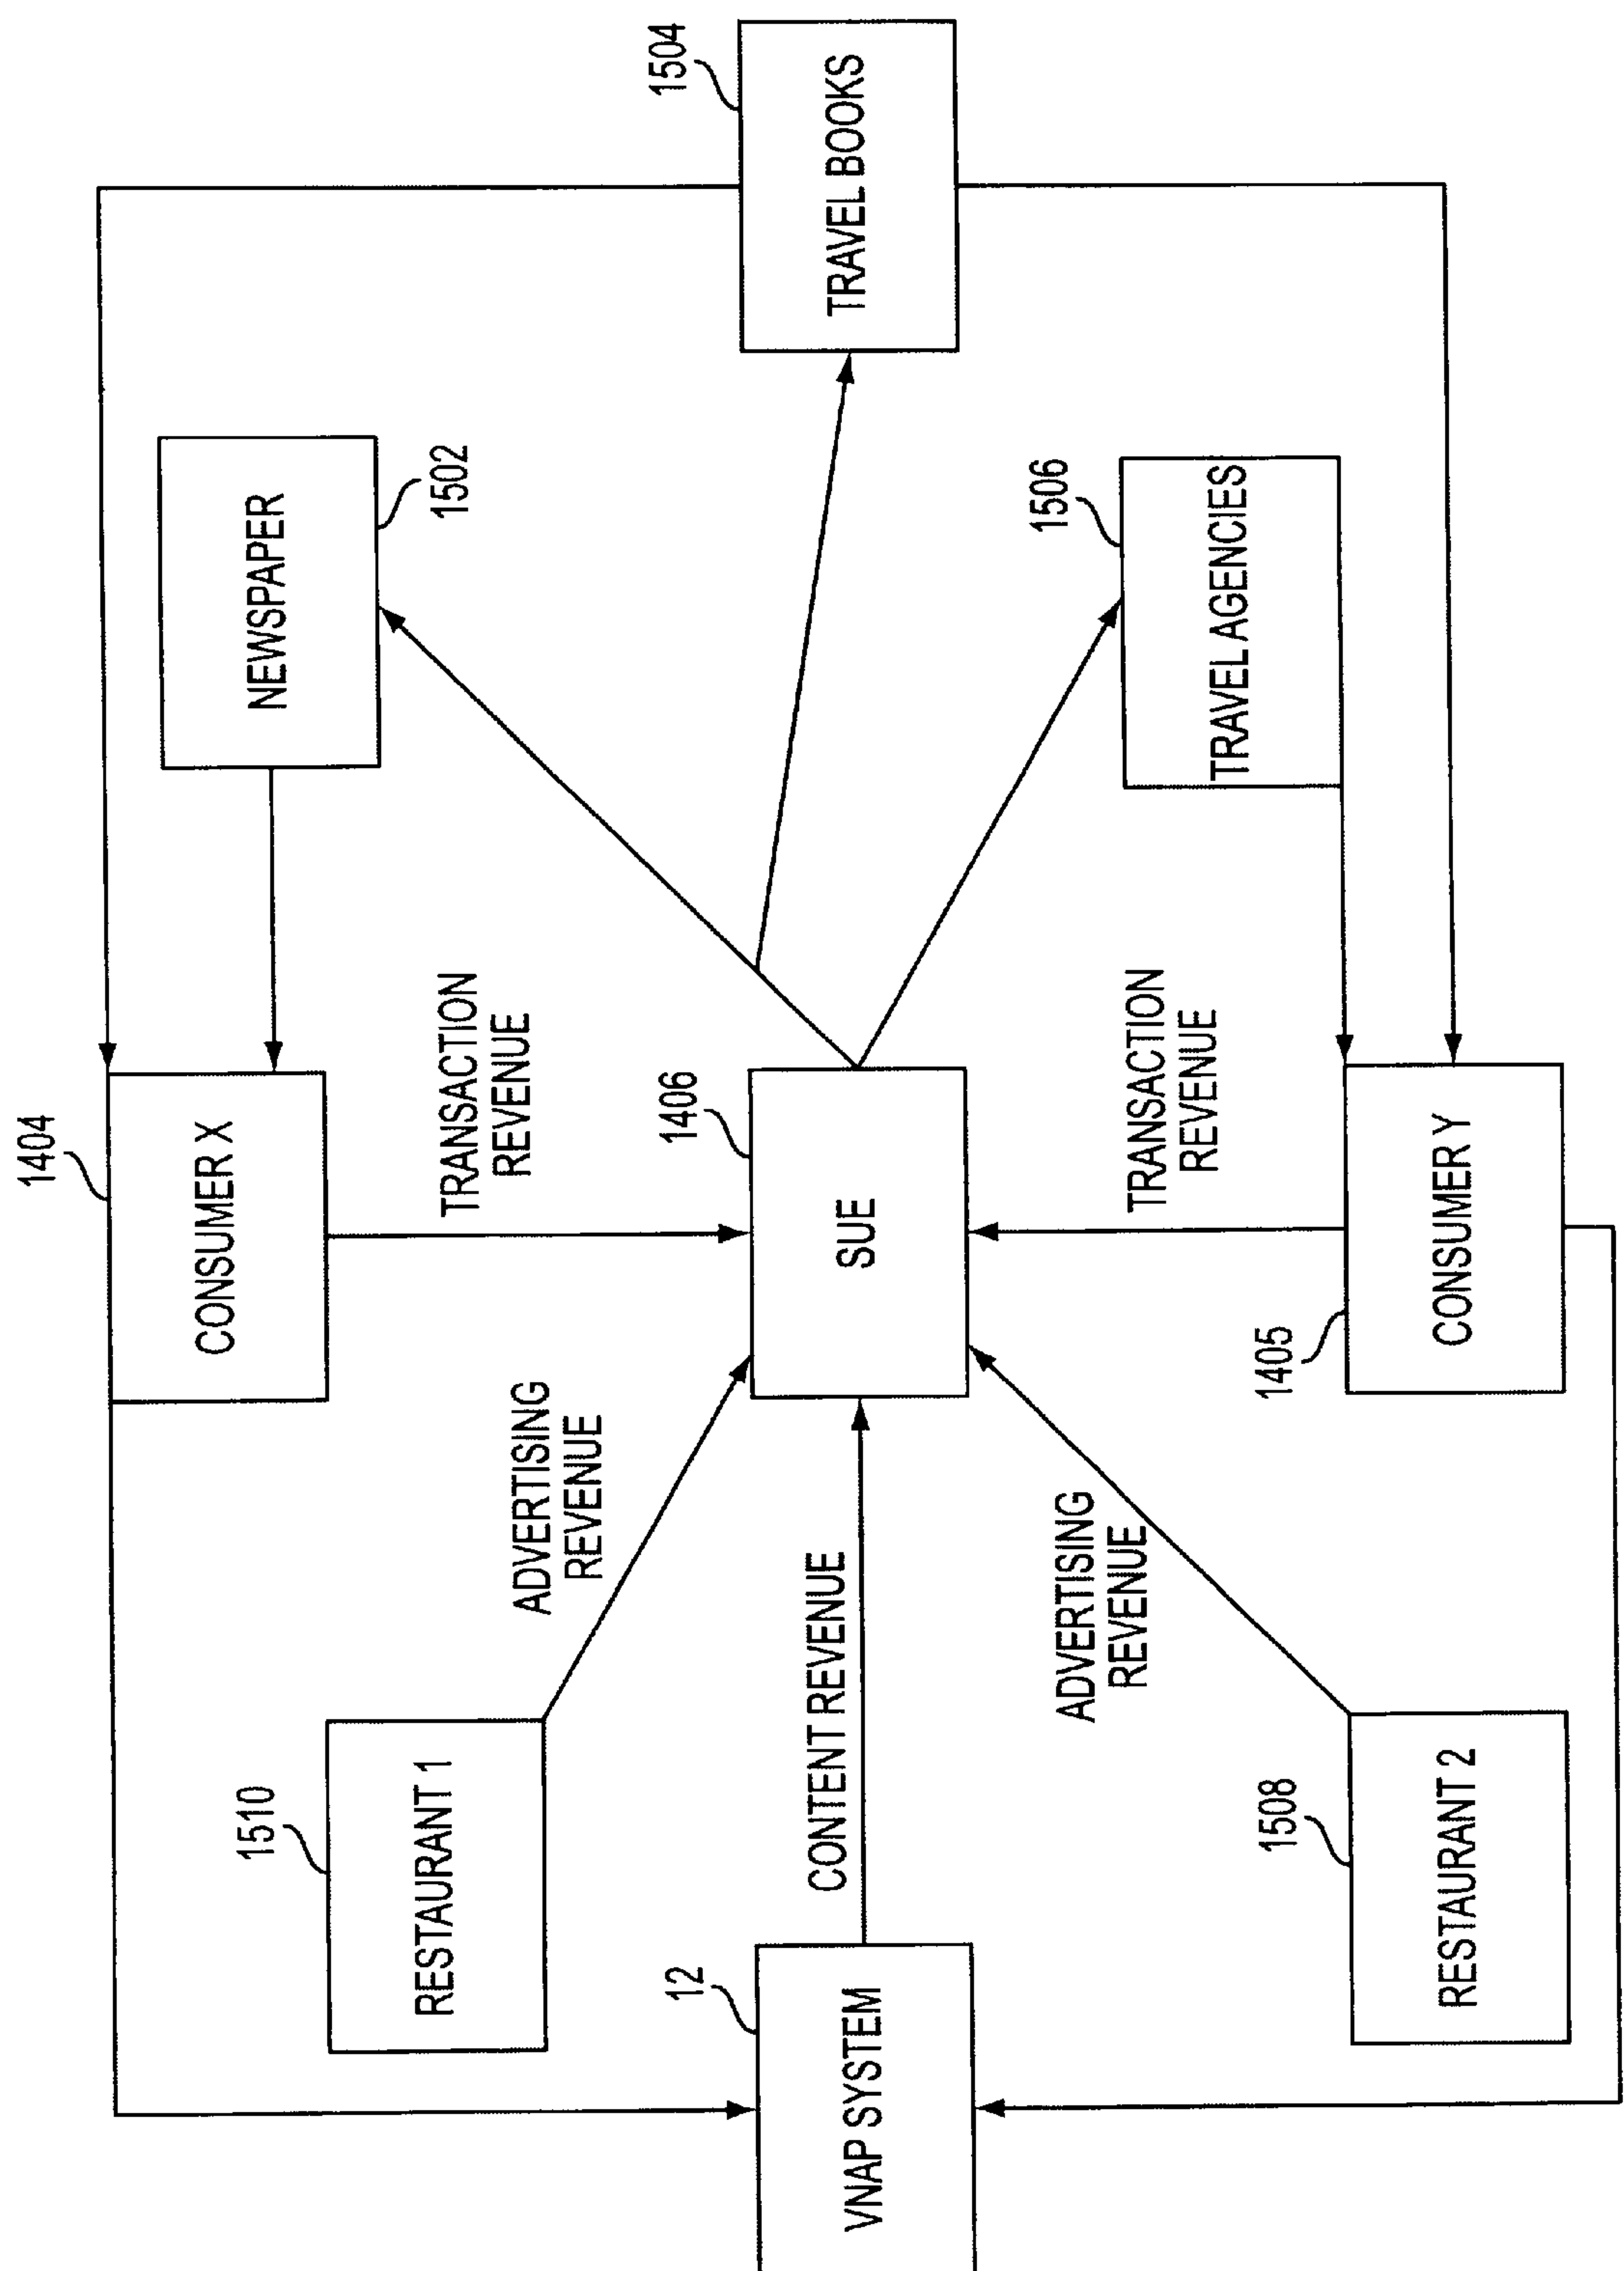 1404
CONSUMER X
1510
NEWSPAPER
RESTAURANT 1
1502
TRANSACTION
REVENUE
ADVERTISING
REVENUE
12
1406
1504
VNAP SYSTEM
CONTENT REVENUE
SUE
TRAVEL BOOKS
1506
ADVERTISING
REVENUE
TRANSACTION
REVENUE
TRAVEL AGENCIES
1508
1405
RESTAURANT 2
CONSUMER Y